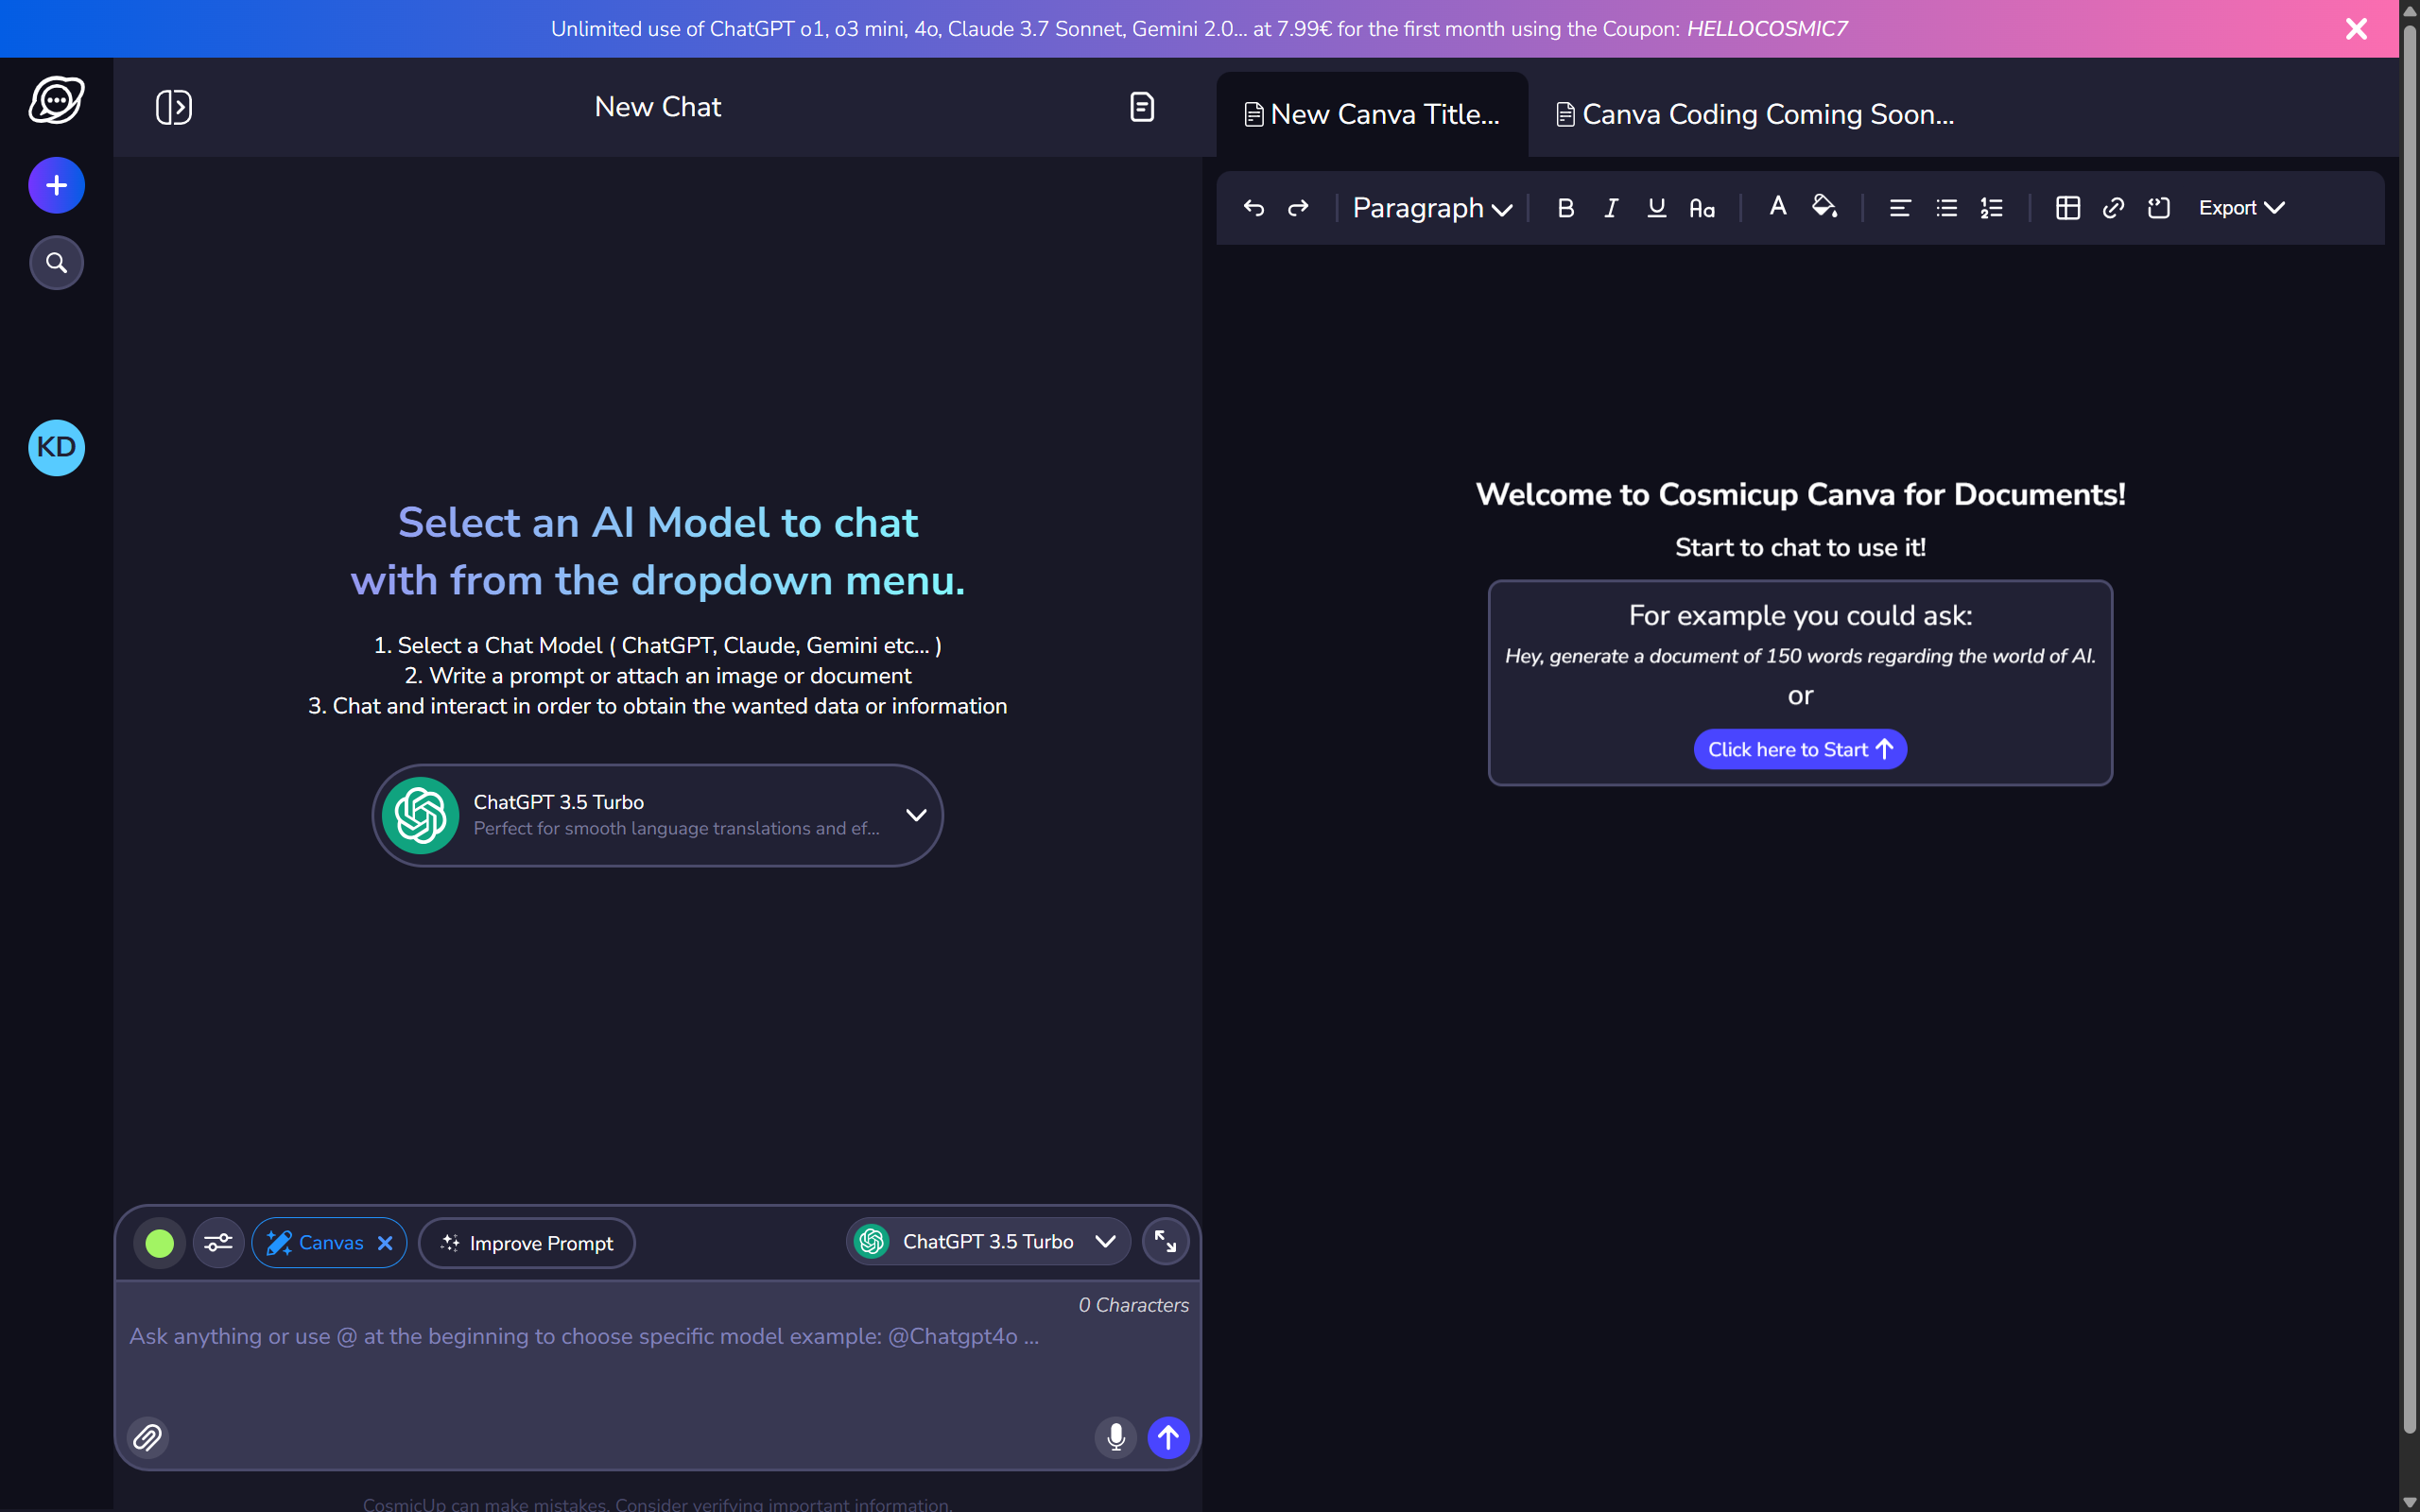 Unlimited use of ChatGPT o1, o3 mini, 4o, Claude 3.7 Sonnet, Gemini 2.0... at 7.99€ for the first month using the Coupon: HELLOCOSMIC7
New Chat
KD
Select an AI Model to chat
with from the dropdown menu.
1. Select a Chat Model ( ChatGPT, Claude, Gemini etc... )
2. Write a prompt or attach an image or document
3. Chat and interact in order to obtain the wanted data or information
ChatGPT 3.5 Turbo
Perfect for smooth language translations and ef...
Canvas
Improve Prompt
ChatGPT 3.5 Turbo
0 Characters
Ask anything or use @ at the beginning to choose specific model example: @Chatgpt4o ...
CosmicUp can make mistakes. Consider verifying important information.
New Canva Title...
Canva Coding Coming Soon...
Paragraph
B I U Aa A
Export
Welcome to Cosmicup Canva for Documents!
Start to chat to use it!
For example you could ask:
Hey, generate a document of 150 words regarding the world of AI.
or
Click here to Start